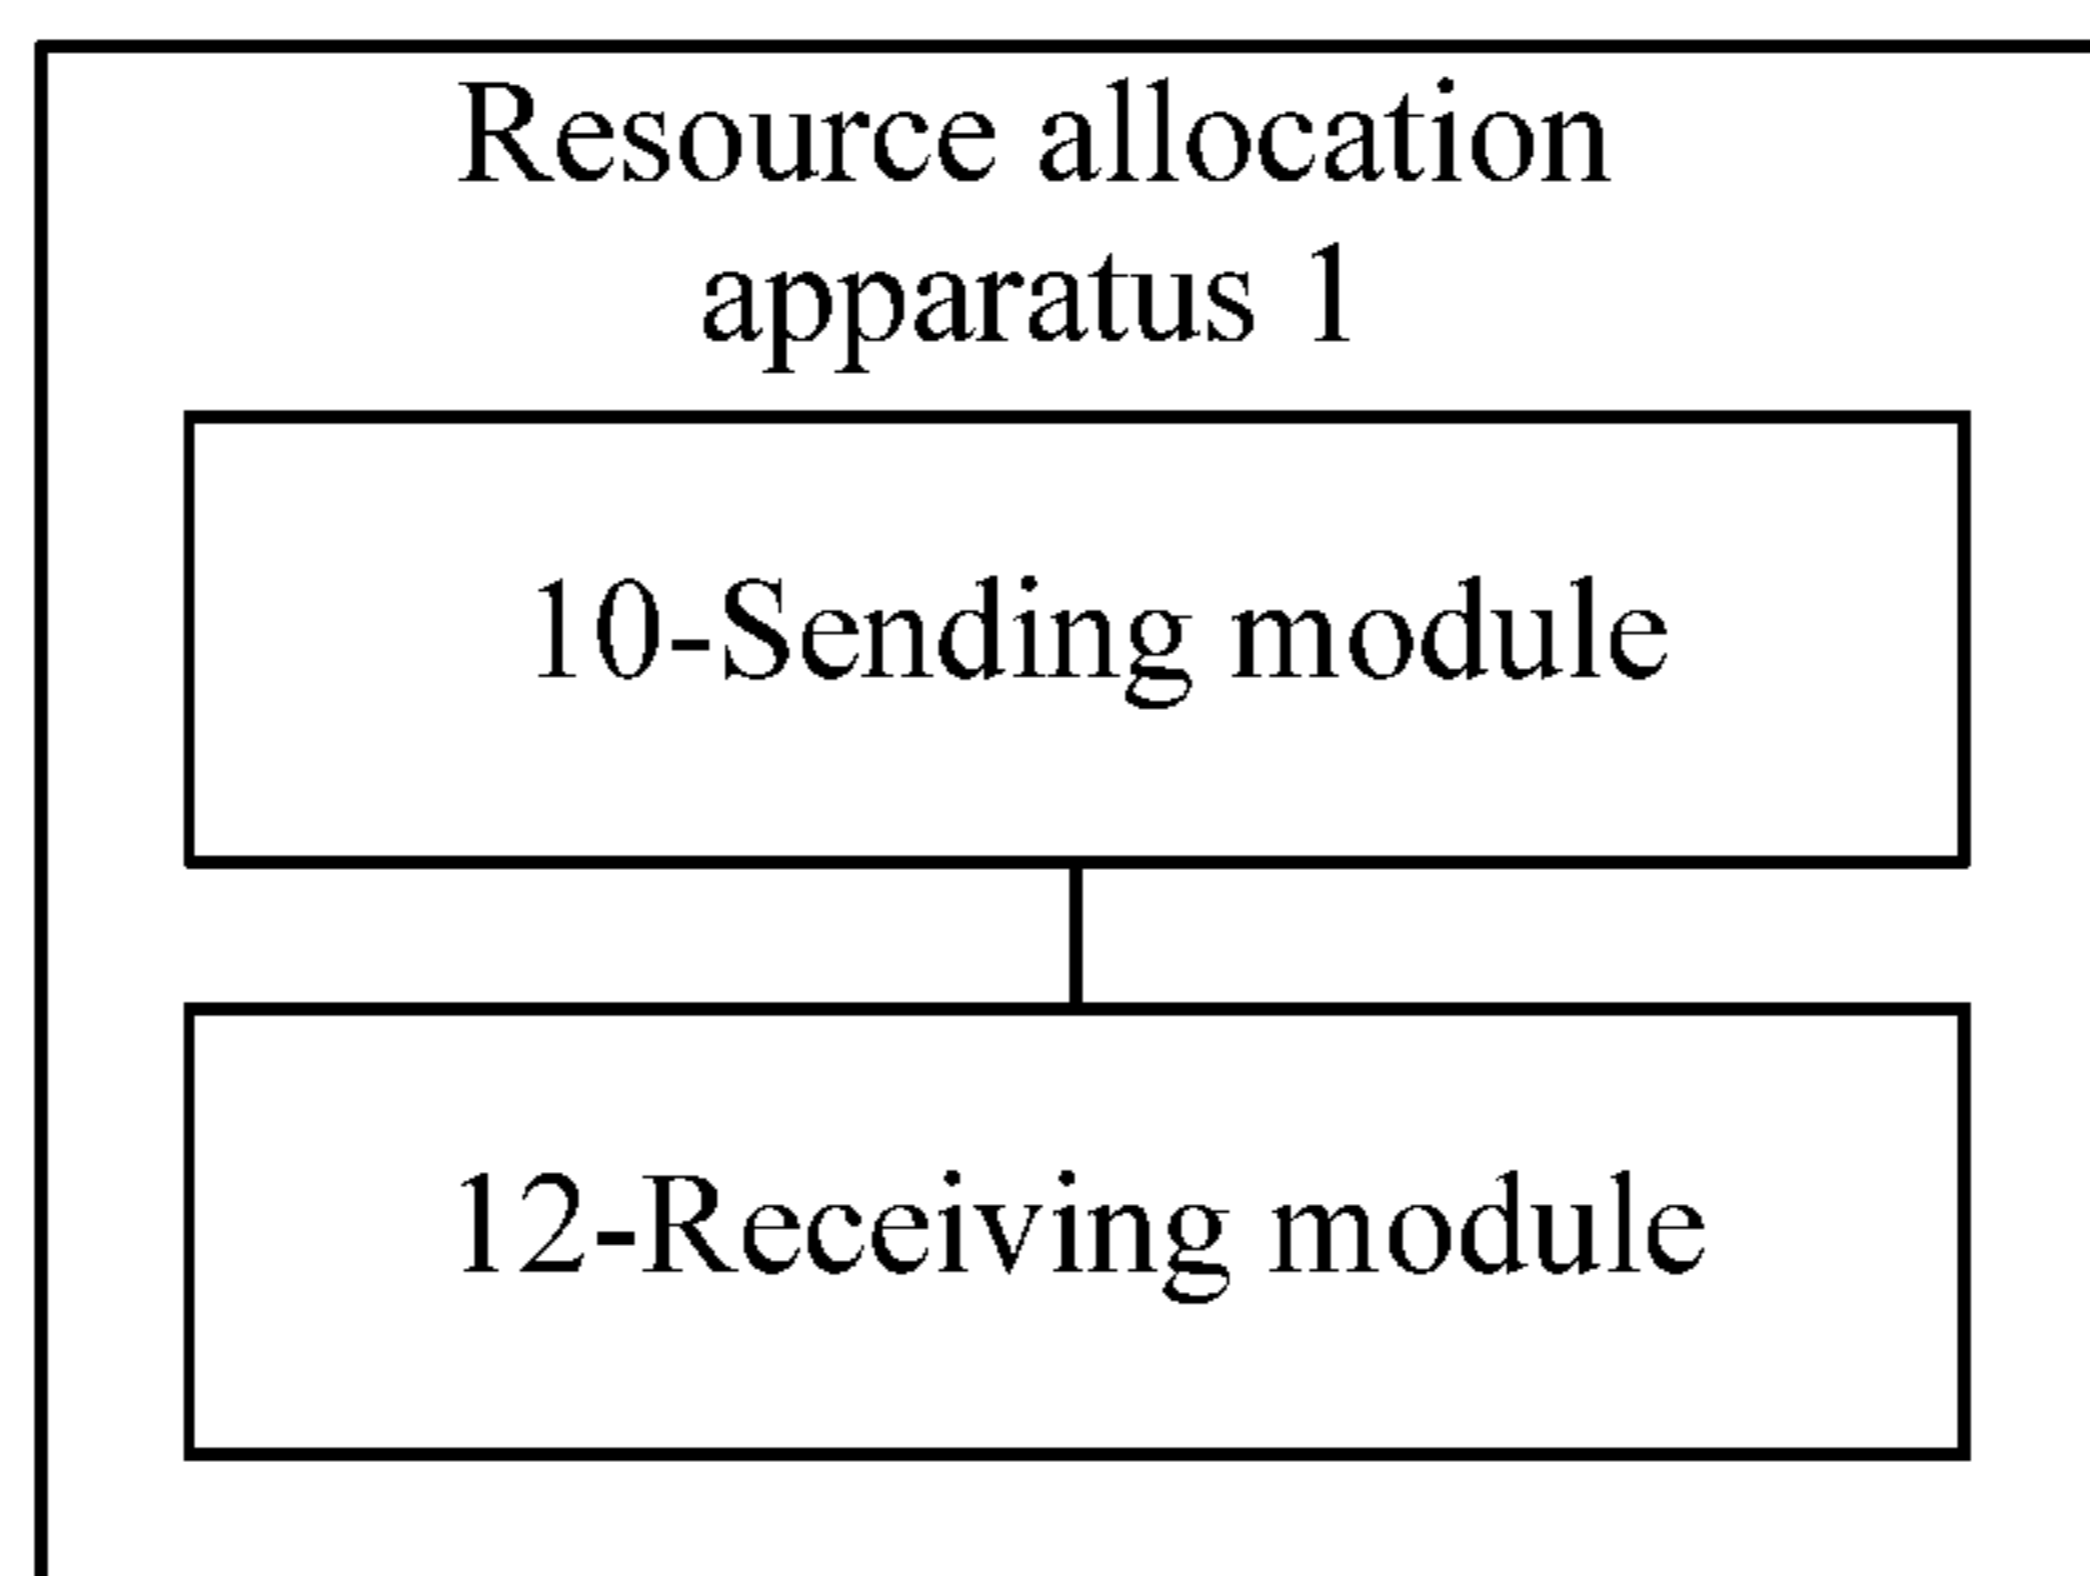 Resource allocation
apparatus 1
10-Sending module
12-Receiving module